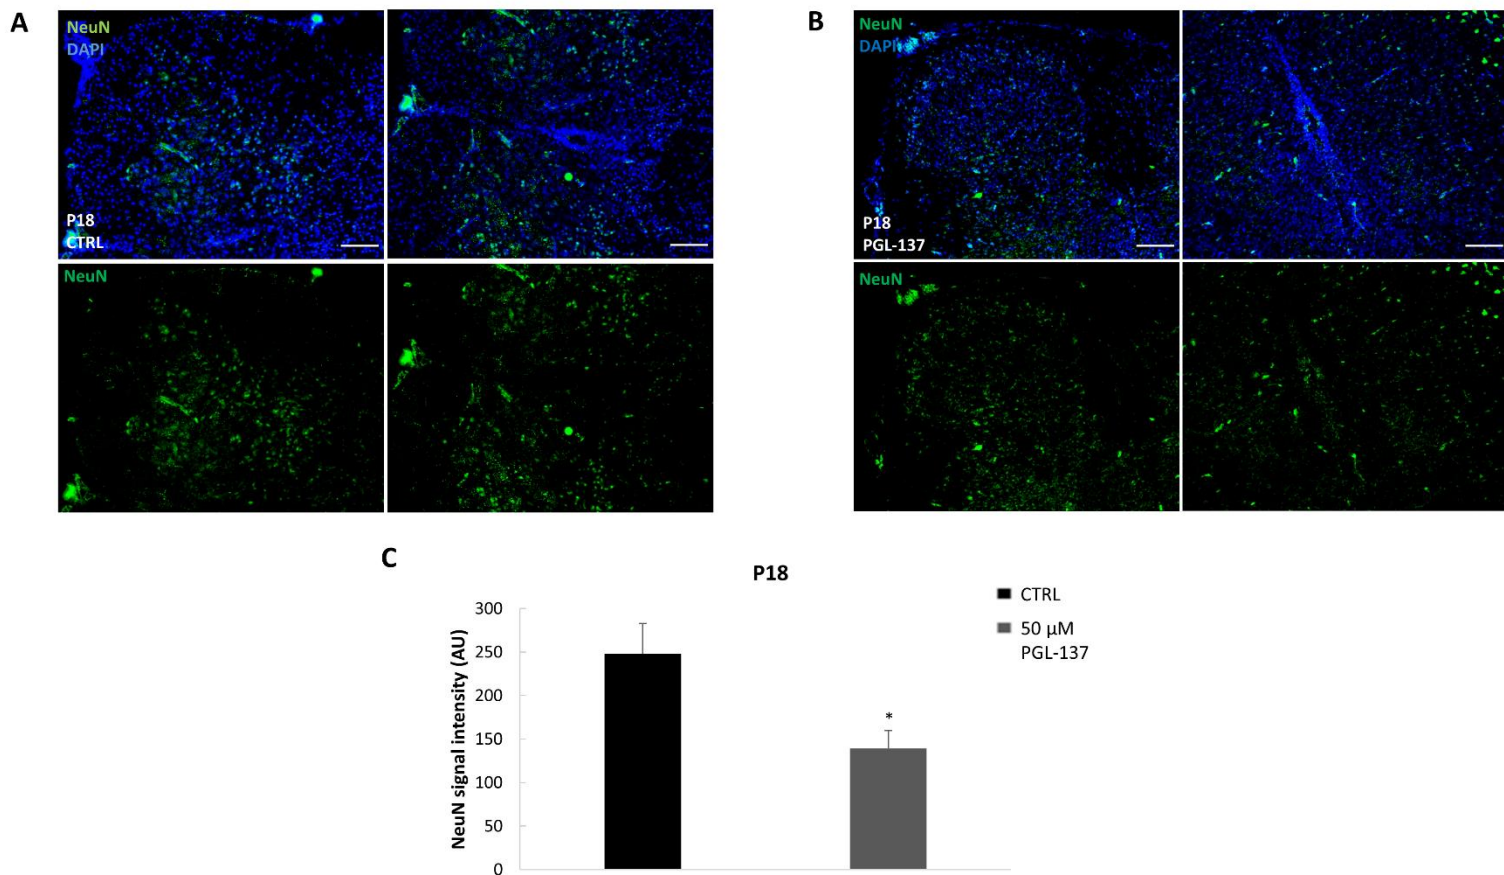 A
NeuN
DAPI
P18
CTRL
NeuN
B
NeuN
DAPI
P18
PGL-137
NeuN
C
P18
NeuN signal intensity (AU)
300
250
200
150
100
50
0
*
CTRL
50 µM
PGL-137